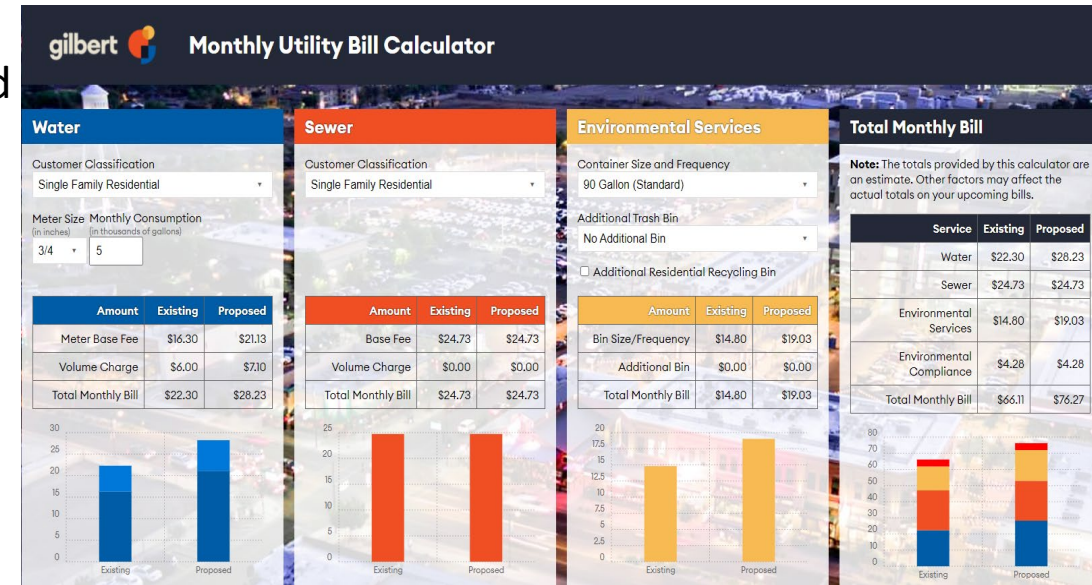 gilbert
Monthly Utility Bill Calculator
d
Water
Customer Classification
Single Family Residential
Meter Size Monthly Consumption
(in inches) (in thousands of gallons)
3/4 5
Amount Existing Proposed
Meter Base Fee $16.30 $21.13
Volume Charge $6.00 $7.10
Total Monthly Bill $22.30 $28.23
30
25
20
15
10
5
0
Existing Proposed
Sewer
Customer Classification
Single Family Residential
Amount Existing Proposed
Base Fee $24.73 $24.73
Volume Charge $0.00 $0.00
Total Monthly Bill $24.73 $24.73
25
20
15
10
5
0
Existing Proposed
Environmental Services
Container Size and Frequency
90 Gallon (Standard)
Additional Trash Bin
No Additional Bin
Additional Residential Recycling Bin
Amount Existing Proposed
Bin Size/Frequency $14.80 $19.03
Additional Bin $0.00 $0.00
Total Monthly Bill $14.80 $19.03
20
17.5
15
12.5
10
7.5
5
2.5
0
Existing Proposed
Total Monthly Bill
Note: The totals provided by this calculator are
an estimate. Other factors may affect the
actual totals on your upcoming bills.
Service Existing Proposed
Water $22.30 $28.23
Sewer $24.73 $24.73
Environmental
Services $14.80 $19.03
Environmental
Compliance $4.28 $4.28
Total Monthly Bill $66.11 $76.27
80
70
60
50
40
30
20
10
0
Existing Proposed